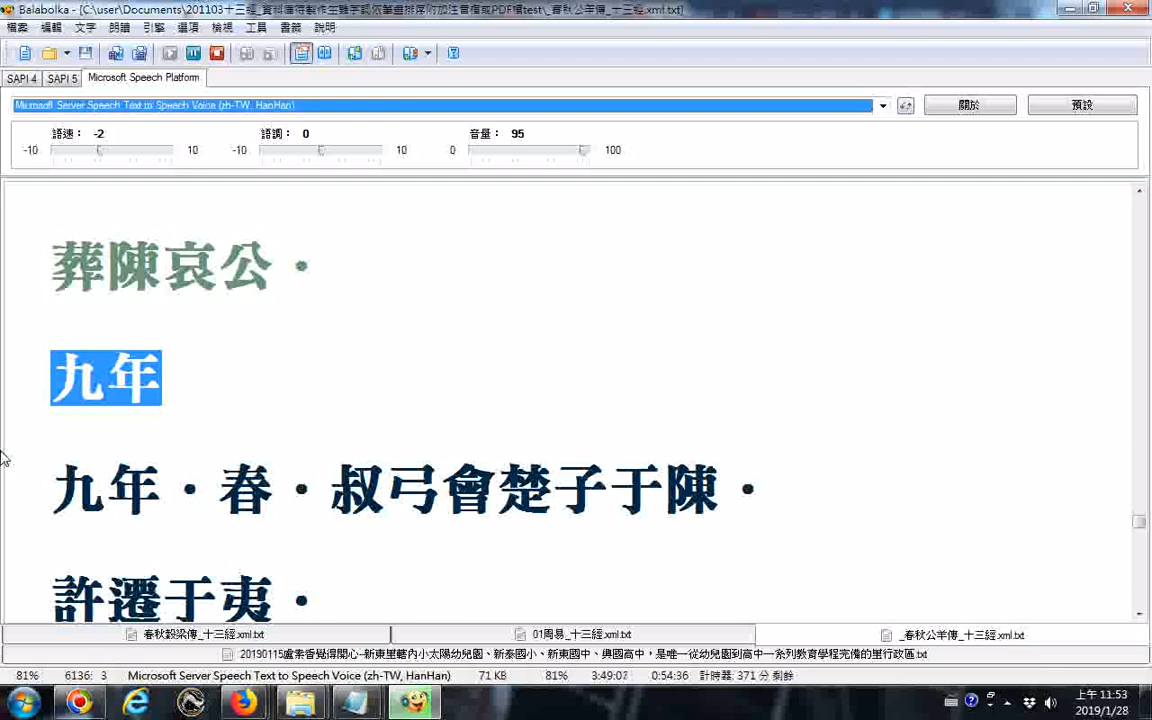 Balabolka - [C:\user\Documents\201103十三經_資料庫得製作生難字詞依筆畫排序附加注音檔或PDF檔test\_春秋公羊傳_十三經.xml.txt]
檔案 編輯 文字 朗讀 引擎 選項 檢視 工具 書籤 說明
SAPI 4 SAPI 5 Microsoft Speech Platform
Microsoft Server Speech Text to Speech Voice (zh-TW, HanHan) 關於 預設
語速： -2 語調： 0 音量： 95
-10 10 -10 10 0 100
葬陳哀公．
九年
九年．春．叔弓會楚子于陳．
許遷于夷．
春秋穀梁傳_十三經.xml.txt 01周易_十三經.xml.txt _春秋公羊傳_十三經.xml.txt
20190115盧素香覺得開心-新東里轄內小太陽幼兒園、新泰國小、新東國中、興國高中，是唯一從幼兒園到高中一系列教育學程完備的里行政區.txt
81% 6136: 3 Microsoft Server Speech Text to Speech Voice (zh-TW, HanHan) 71 KB 81% 3:49:02 0:54:36 計時器： 371 分 剩餘
上午 11:53
2019/1/28